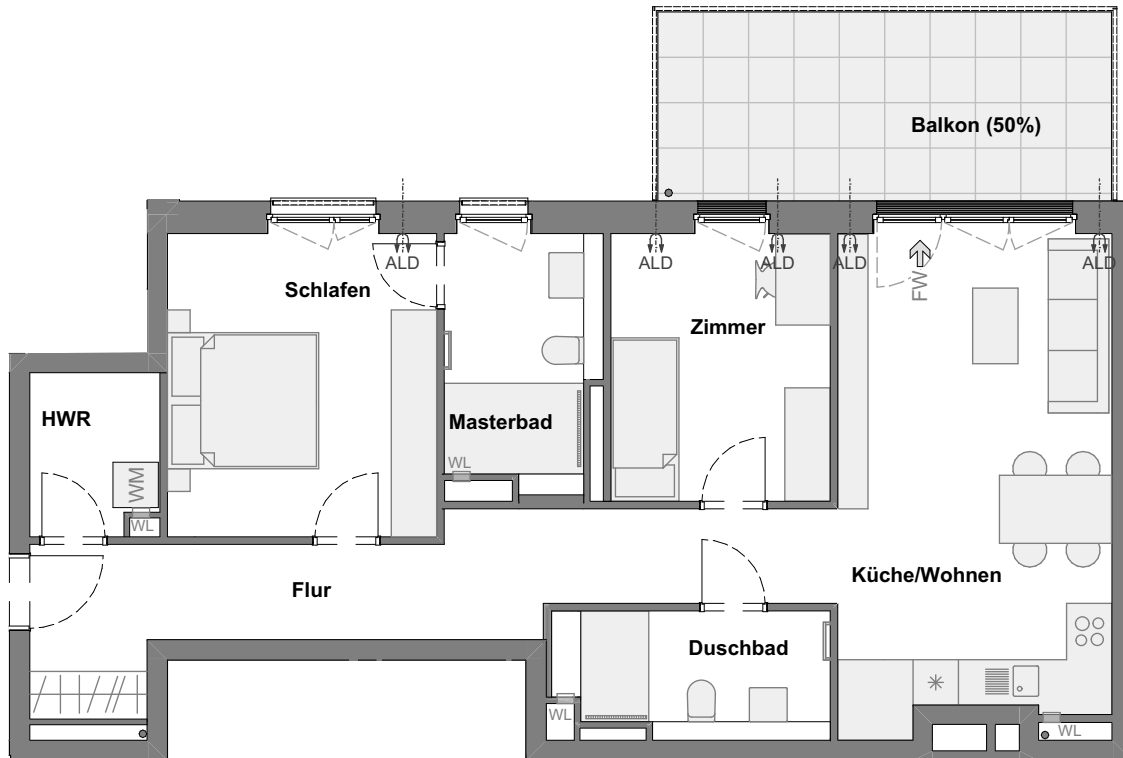 Balkon (50%)
ALD
ALD
ALD
ALD
ALD
FW
Schlafen
Zimmer
HWR
Masterbad
WL
WM
WL
Küche/Wohnen
Flur
Duschbad
WL
WL